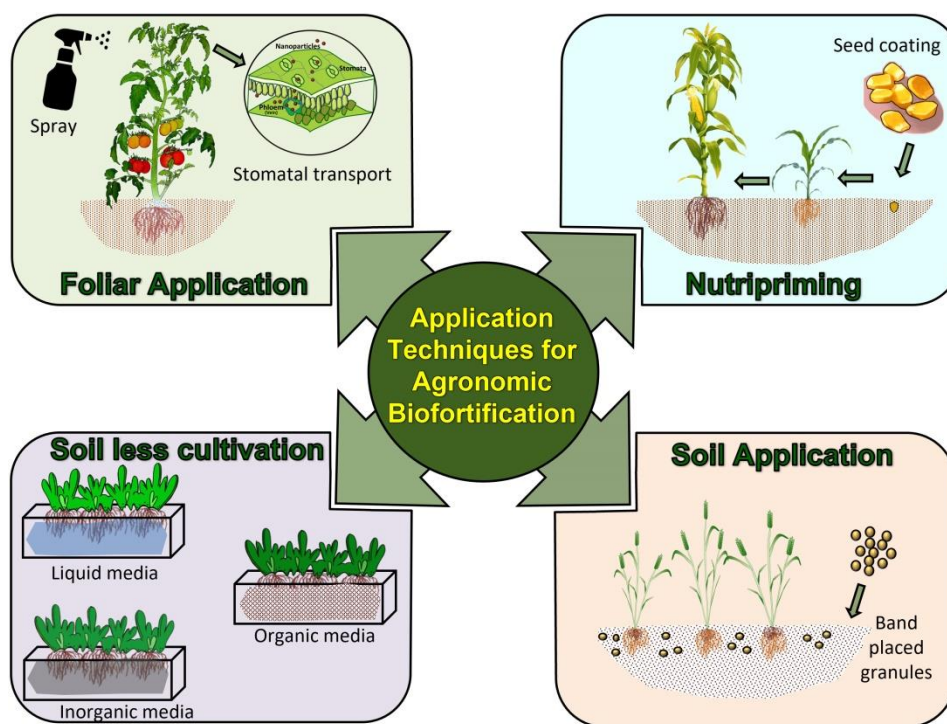 Spray
Nanoparticles
Stomata
Phloem
Stomatal transport
Foliar Application
Seed coating
Nutripriming
Application
Techniques for
Agronomic
Biofortification
Soil less cultivation
Liquid media
Organic media
Inorganic media
Soil Application
Band
placed
granules